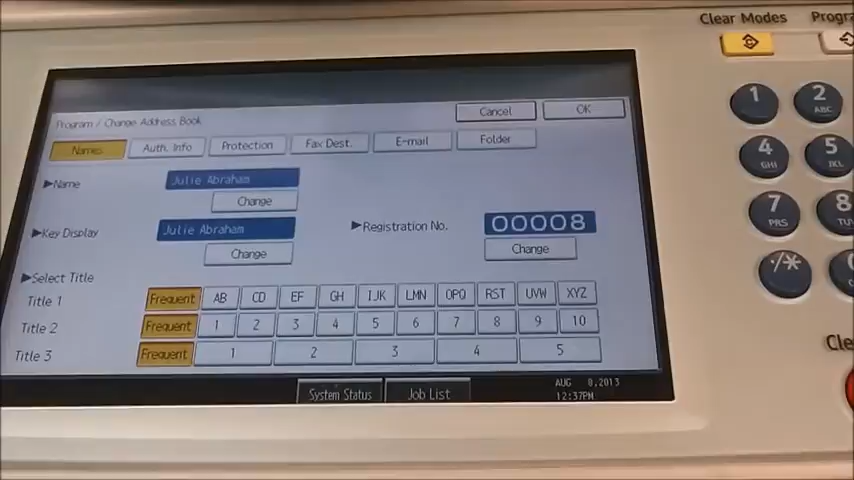 Clear Modes Progra
Program / Change Address Book
Cancel OK
Names Auth. Info Protection Fax Dest. E-mail Folder
▶Name Julie Abraham
Change
▶Key Display Julie Abraham ▶Registration No. 00008
Change Change
▶Select Title
Title 1 Frequent AB CD EF GH IJK LMN OPQ RST UVW XYZ
Title 2 Frequent 1 2 3 4 5 6 7 8 9 10
Title 3 Frequent 1 2 3 4 5
System Status Job List
AUG 8,2013
12:37PM
1 2
ABC
4 5
GHI JKL
7 8
PRS TU
·/* 0
Cle